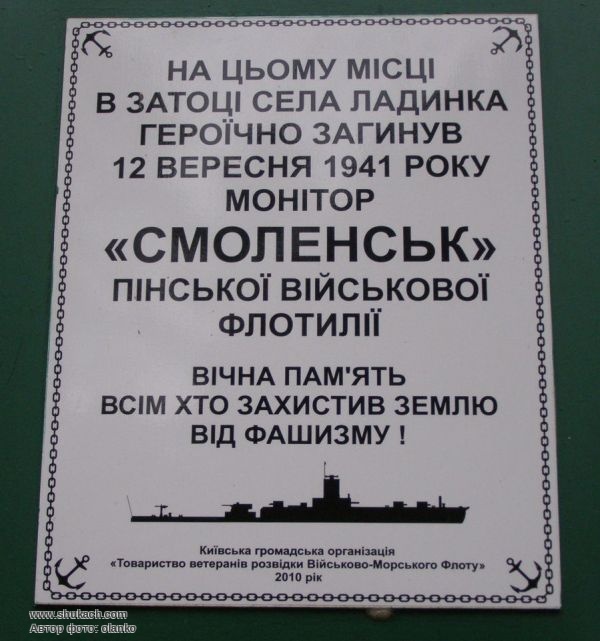 НА ЦЬОМУ МІСЦІ
В ЗАТОЦІ СЕЛА ЛАДИНКА
ГЕРОЇЧНО ЗАГИНУВ
12 ВЕРЕСНЯ 1941 РОКУ
МОНІТОР
«СМОЛЕНСЬК»
ПІНСЬКОЇ ВІЙСЬКОВОЇ
ФЛОТИЛІЇ
ВІЧНА ПАМ'ЯТЬ
ВСІМ ХТО ЗАХИСТИВ ЗЕМЛЮ
ВІД ФАШИЗМУ !
Київська громадська організація
«Товариство ветеранів розвідки Військово-Морського Флоту»
2010 рік
www.shukach.com
Автор фото: olanko